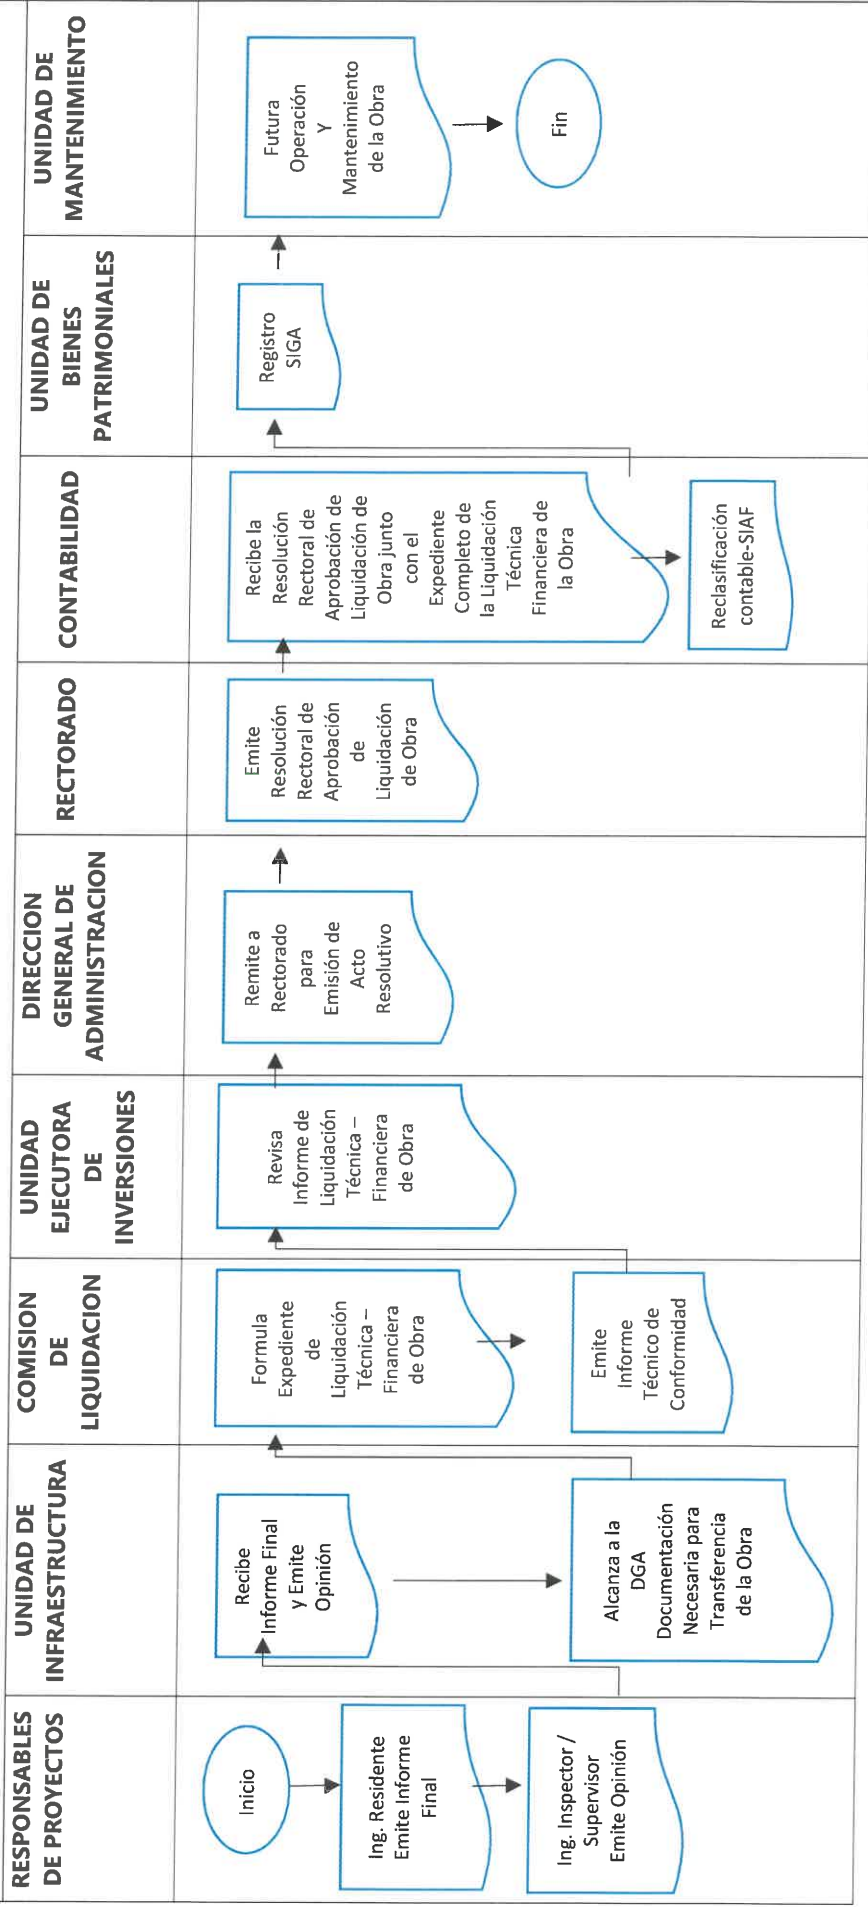 RESPONSABLES
DE PROYECTOS
UNIDAD DE
INFRAESTRUCTURA
COMISION
DE
LIQUIDACION
UNIDAD
EJECUTORA
DE
INVERSIONES
DIRECCION
GENERAL DE
ADMINISTRACION
RECTORADO
CONTABILIDAD
UNIDAD DE
BIENES
PATRIMONIALES
UNIDAD DE
MANTENIMIENTO
Inicio
Ing. Residente
Emite Informe
Final
Ing. Inspector /
Supervisor
Emite Opinión
Recibe
Informe Final
y Emite
Opinión
Alcanza a la
DGA
Documentación
Necesaria para
Transferencia
de la Obra
Formula
Expediente
de
Liquidación
Técnica –
Financiera
de Obra
Emite
Informe
Técnico de
Conformidad
Revisa
Informe de
Liquidación
Técnica –
Financiera
de Obra
Remite a
Rectorado
para
Emisión de
Acto
Resolutivo
Emite
Resolución
Rectoral de
Aprobación
de
Liquidación
de Obra
Recibe la
Resolución
Rectoral de
Aprobación de
Liquidación de
Obra junto
con el
Expediente
Completo de
la Liquidación
Técnica
Financiera de
la Obra
Reclasificación
contable-SIAF
Registro
SIGA
Futura
Operación
Y
Mantenimiento
de la Obra
Fin